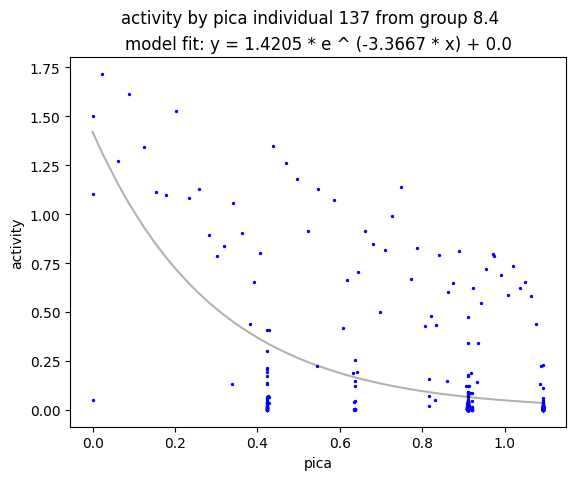 activity by pica individual 137 from group 8.4
model fit: y = 1.4205 * e ^ (-3.3667 * x) + 0.0
1.75
1.50
1.25
1.00
0.75
0.50
0.25
0.00
activity
0.0 0.2 0.4 0.6 0.8 1.0
pica